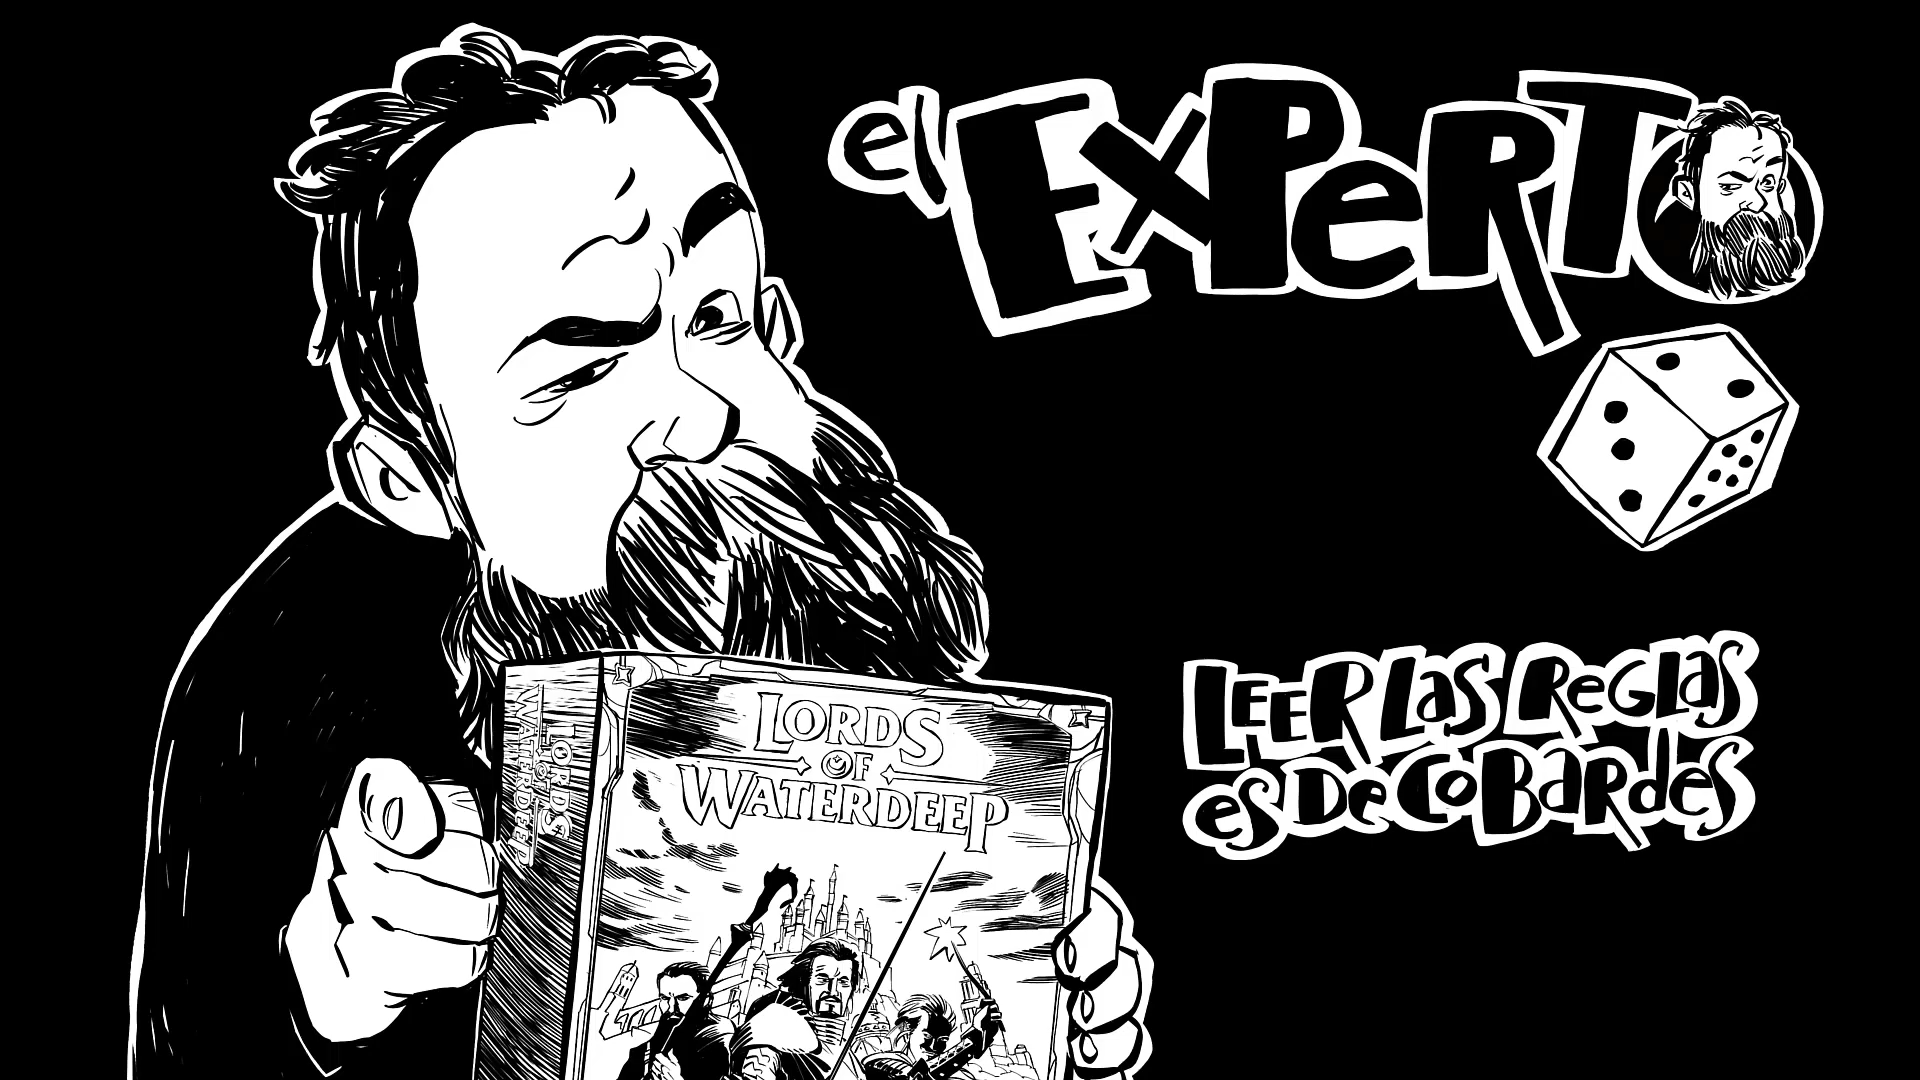 el EXPERTO
LEER LaS ReGLaS
eS De CoBaRdeS
LORDS
OF
WATERDEEP
LORDS
OF
WATERDEEP